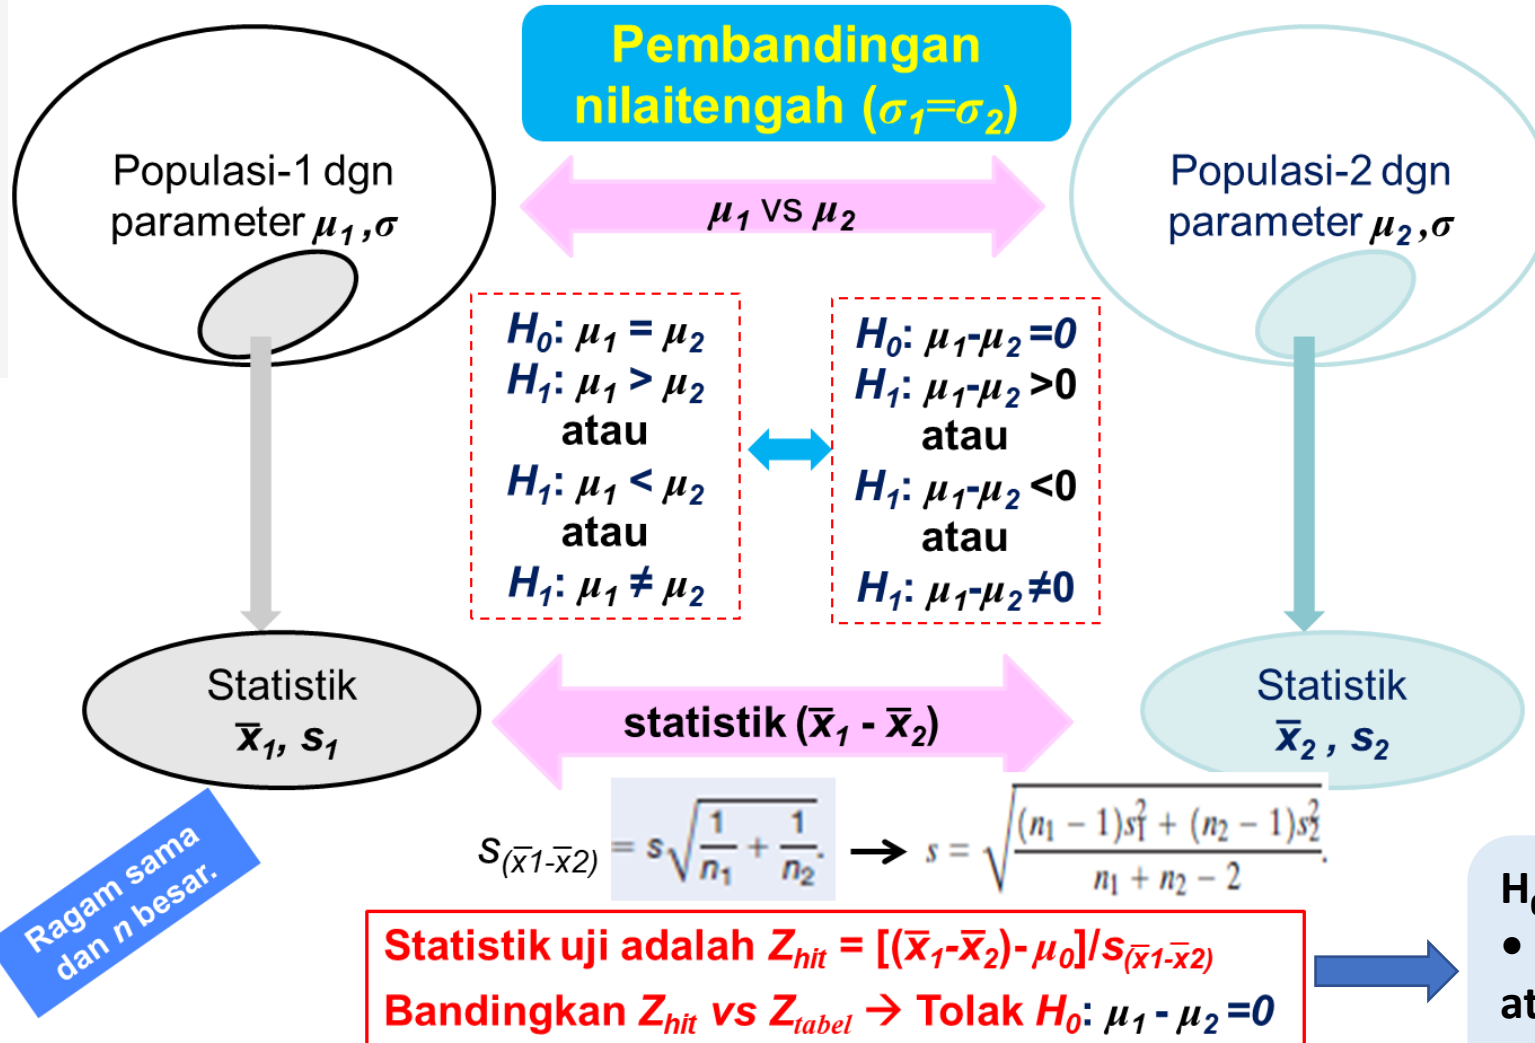 Pembandingan
nilaitengah (σ1=σ2)
Populasi-1 dgn
parameter μ1 ,σ
μ1 vs μ2
Populasi-2 dgn
parameter μ2 ,σ
H0: μ1 = μ2
H1: μ1 > μ2
atau
H1: μ1 < μ2
atau
H1: μ1 ≠ μ2
H0: μ1-μ2 =0
H1: μ1-μ2 >0
atau
H1: μ1-μ2 <0
atau
H1: μ1-μ2 ≠0
Statistik
x̅1, s1
statistik (x̅1 - x̅2)
Statistik
x̅2 , s2
S(x̅1-x̅2) = s√(1/n1 + 1/n2). → s = √(((n1 − 1)s1² + (n2 − 1)s2²)/(n1 + n2 − 2)).
Ragam sama
dan n besar.
Statistik uji adalah Zhit = [(x̅1-x̅2)-μ0]/s(x̅1-x̅2)
Bandingkan Zhit vs Ztabel → Tolak H0: μ1 - μ2 =0